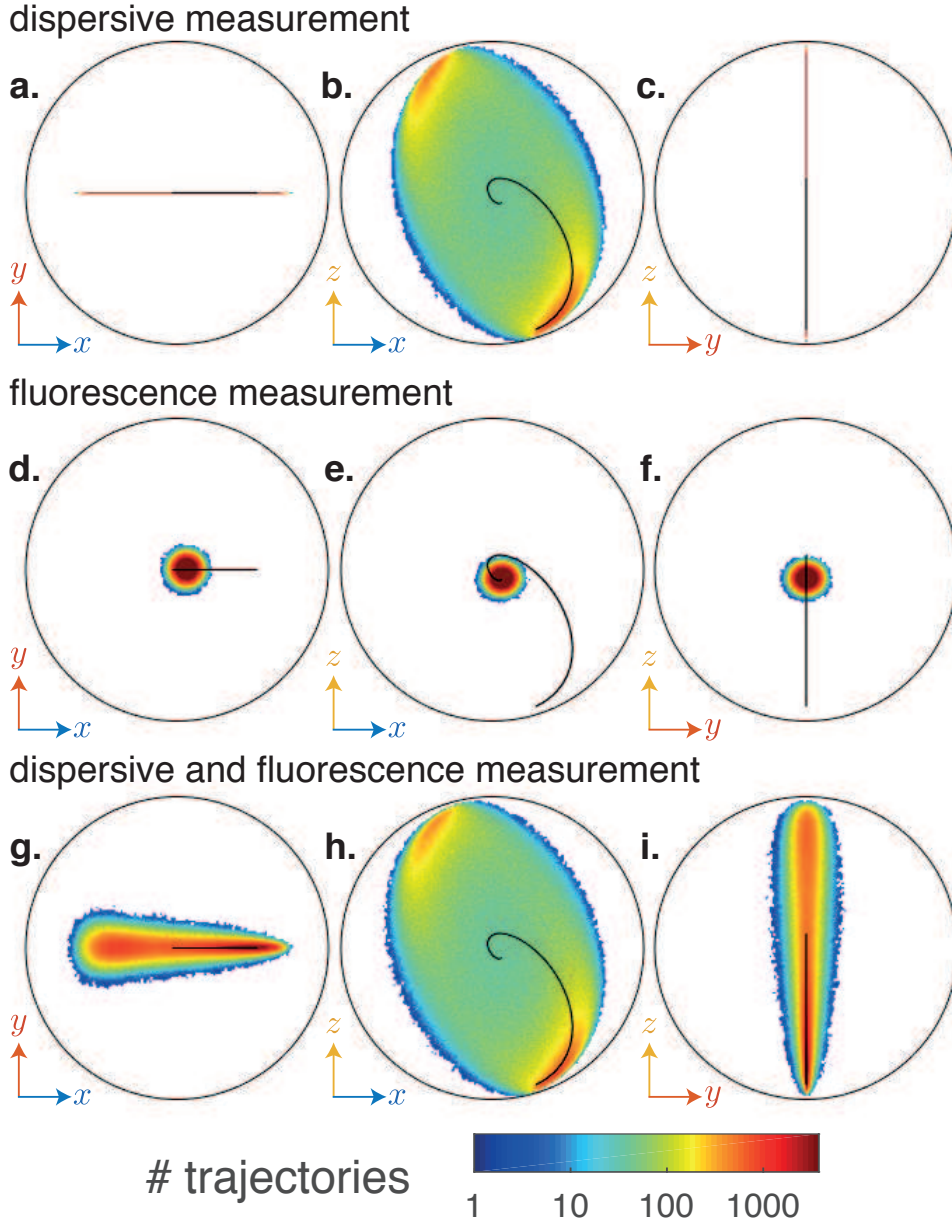 dispersive measurement
a. b. c.
y z z
x x y
fluorescence measurement
d. e. f.
y z z
x x y
dispersive and fluorescence measurement
g. h. i.
y z z
x x y
# trajectories
1 10 100 1000